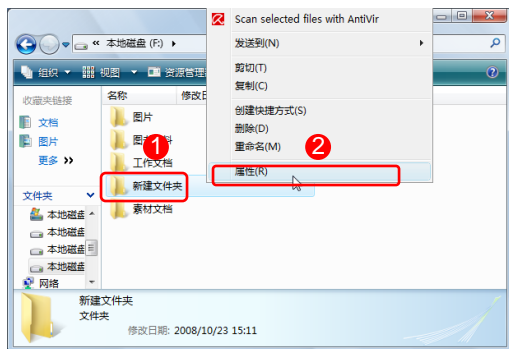 Scan selected files with AntiVir
« 本地磁盘 (F:)
发送到(N)
组织 视图 资源管理
剪切(T)
复制(C)
收藏夹链接
名称 修改日
文档
图片
更多 »
图片
创建快捷方式(S)
删除(D)
重命名(M)
1
2
工作文档
属性(R)
新建文件夹
素材文档
文件夹
本地磁盘
本地磁盘
本地磁盘
本地磁盘
网络
新建文件夹
文件夹
修改日期: 2008/10/23 15:11